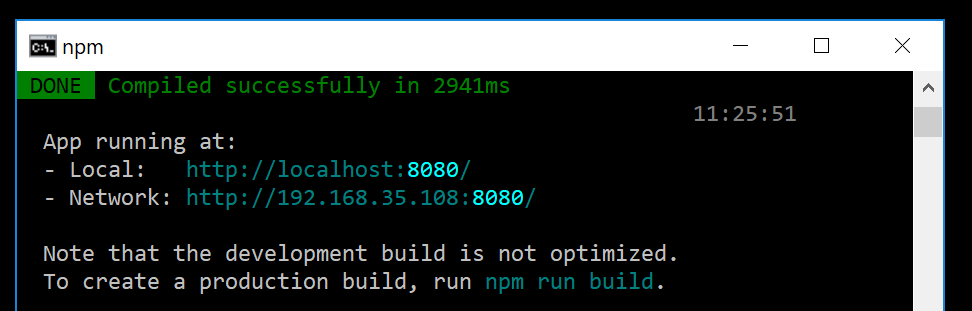 npm
DONE Compiled successfully in 2941ms
11:25:51
App running at:
- Local: http://localhost:8080/
- Network: http://192.168.35.108:8080/
Note that the development build is not optimized.
To create a production build, run npm run build.